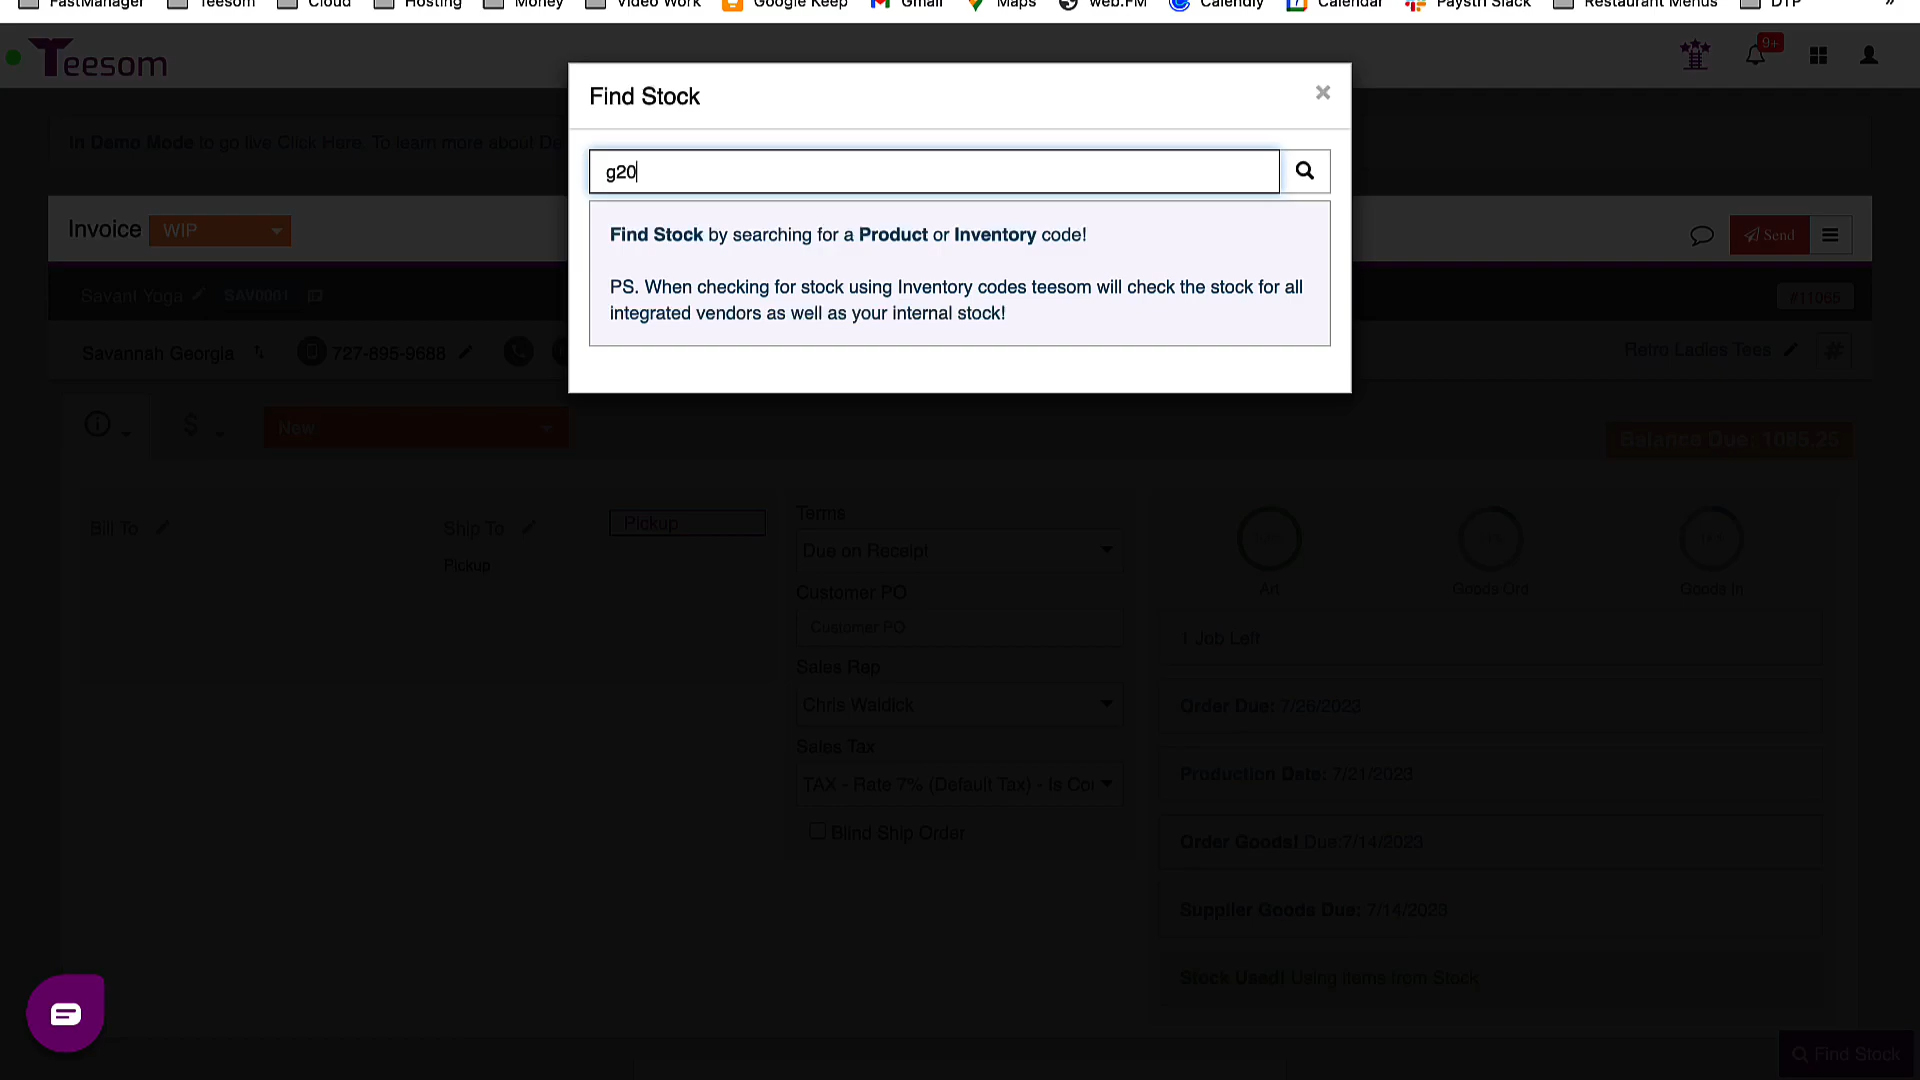 FastManager Teesom Cloud Hosting Money Video Work Google Keep Gmail Maps Web.FM Calendly Calendar Paystri Slack Restaurant Menus DTP »
Teesom
9+
Find Stock
×
In Demo Mode to go live Click Here. To learn more about De
g20
Find Stock by searching for a Product or Inventory code!
PS. When checking for stock using Inventory codes teesom will check the stock for all
integrated vendors as well as your internal stock!
Invoice WIP
Send
Savant Yoga SAV0001
#11065
Savannah Georgia 727-895-9688
Retro Ladies Tees #
$ New
Balance Due: 1085.25
Bill To
Ship To Pickup
Pickup
Terms
Due on Receipt
Customer PO
Customer PO
Sales Rep
Chris Waldick
Sales Tax
TAX - Rate 7% (Default Tax) - Is Co
Blind Ship Order
Art Goods Ord Goods In
1 Job Left
Order Due: 7/26/2023
Production Date: 7/21/2023
Order Goods! Due:7/14/2023
Supplier Goods Due: 7/14/2023
Stock Used! Using Items from Stock
Find Stock